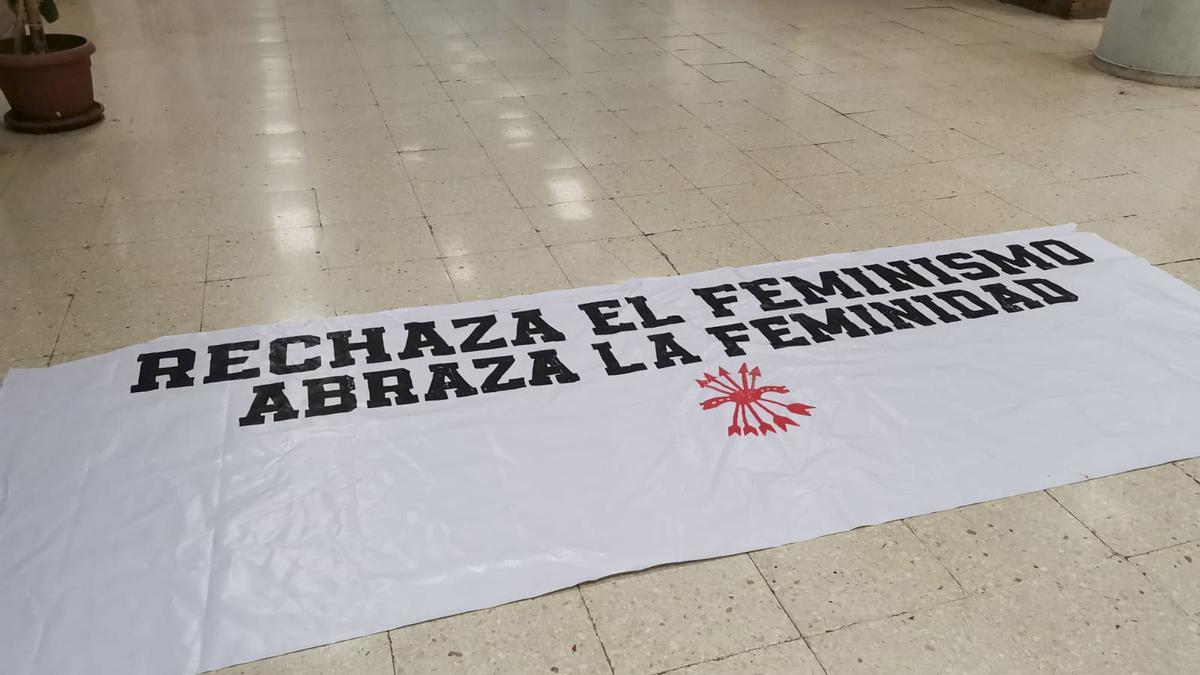 RECHAZA EL FEMINISMO
ABRAZA LA FEMINIDAD